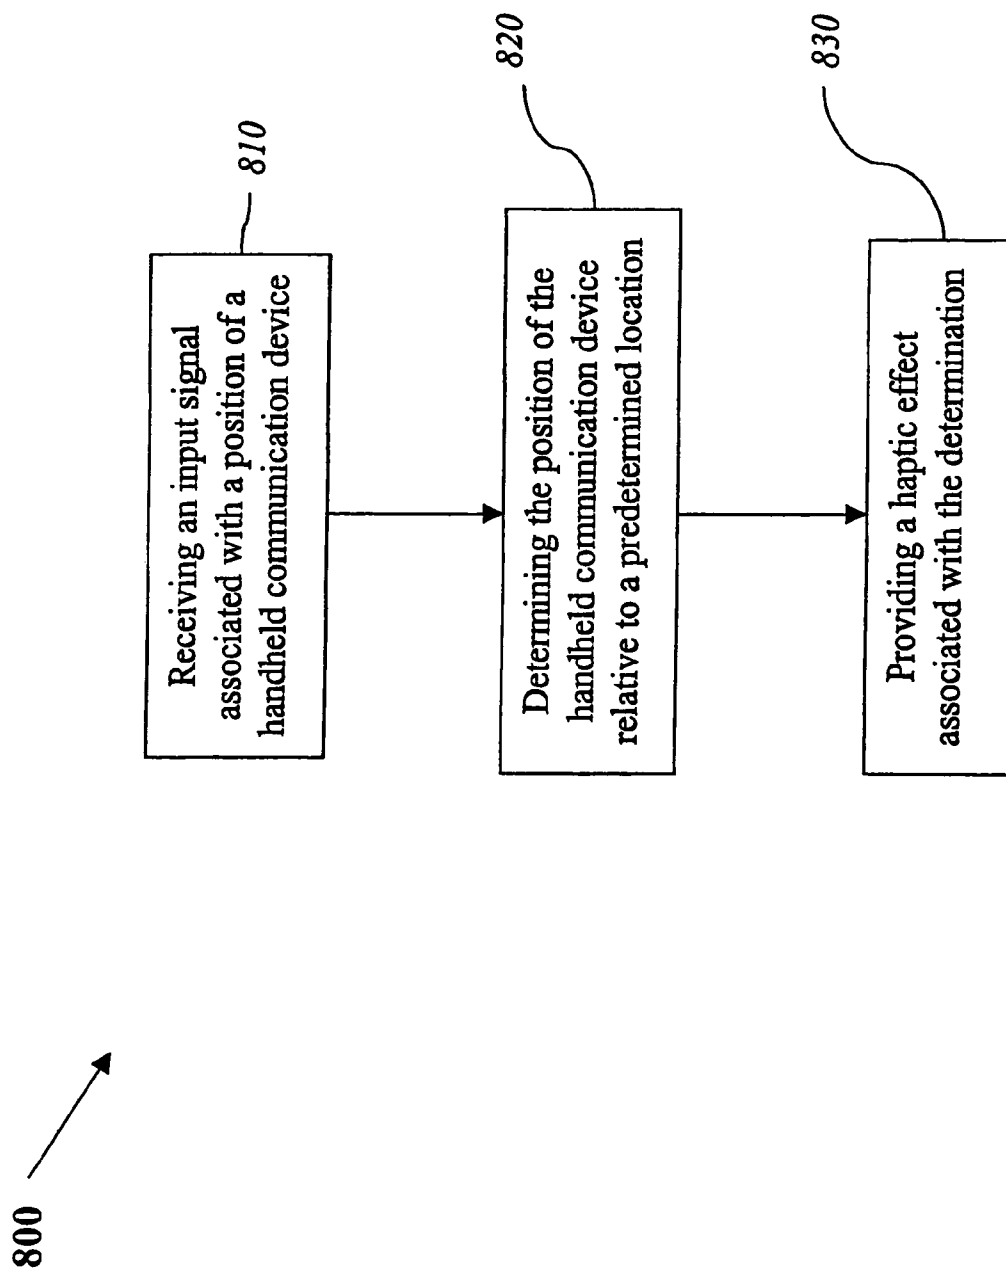 800
Receiving an input signal
associated with a position of a
handheld communication device
810
Determining the position of the
handheld communication device
relative to a predetermined location
820
Providing a haptic effect
associated with the determination
830